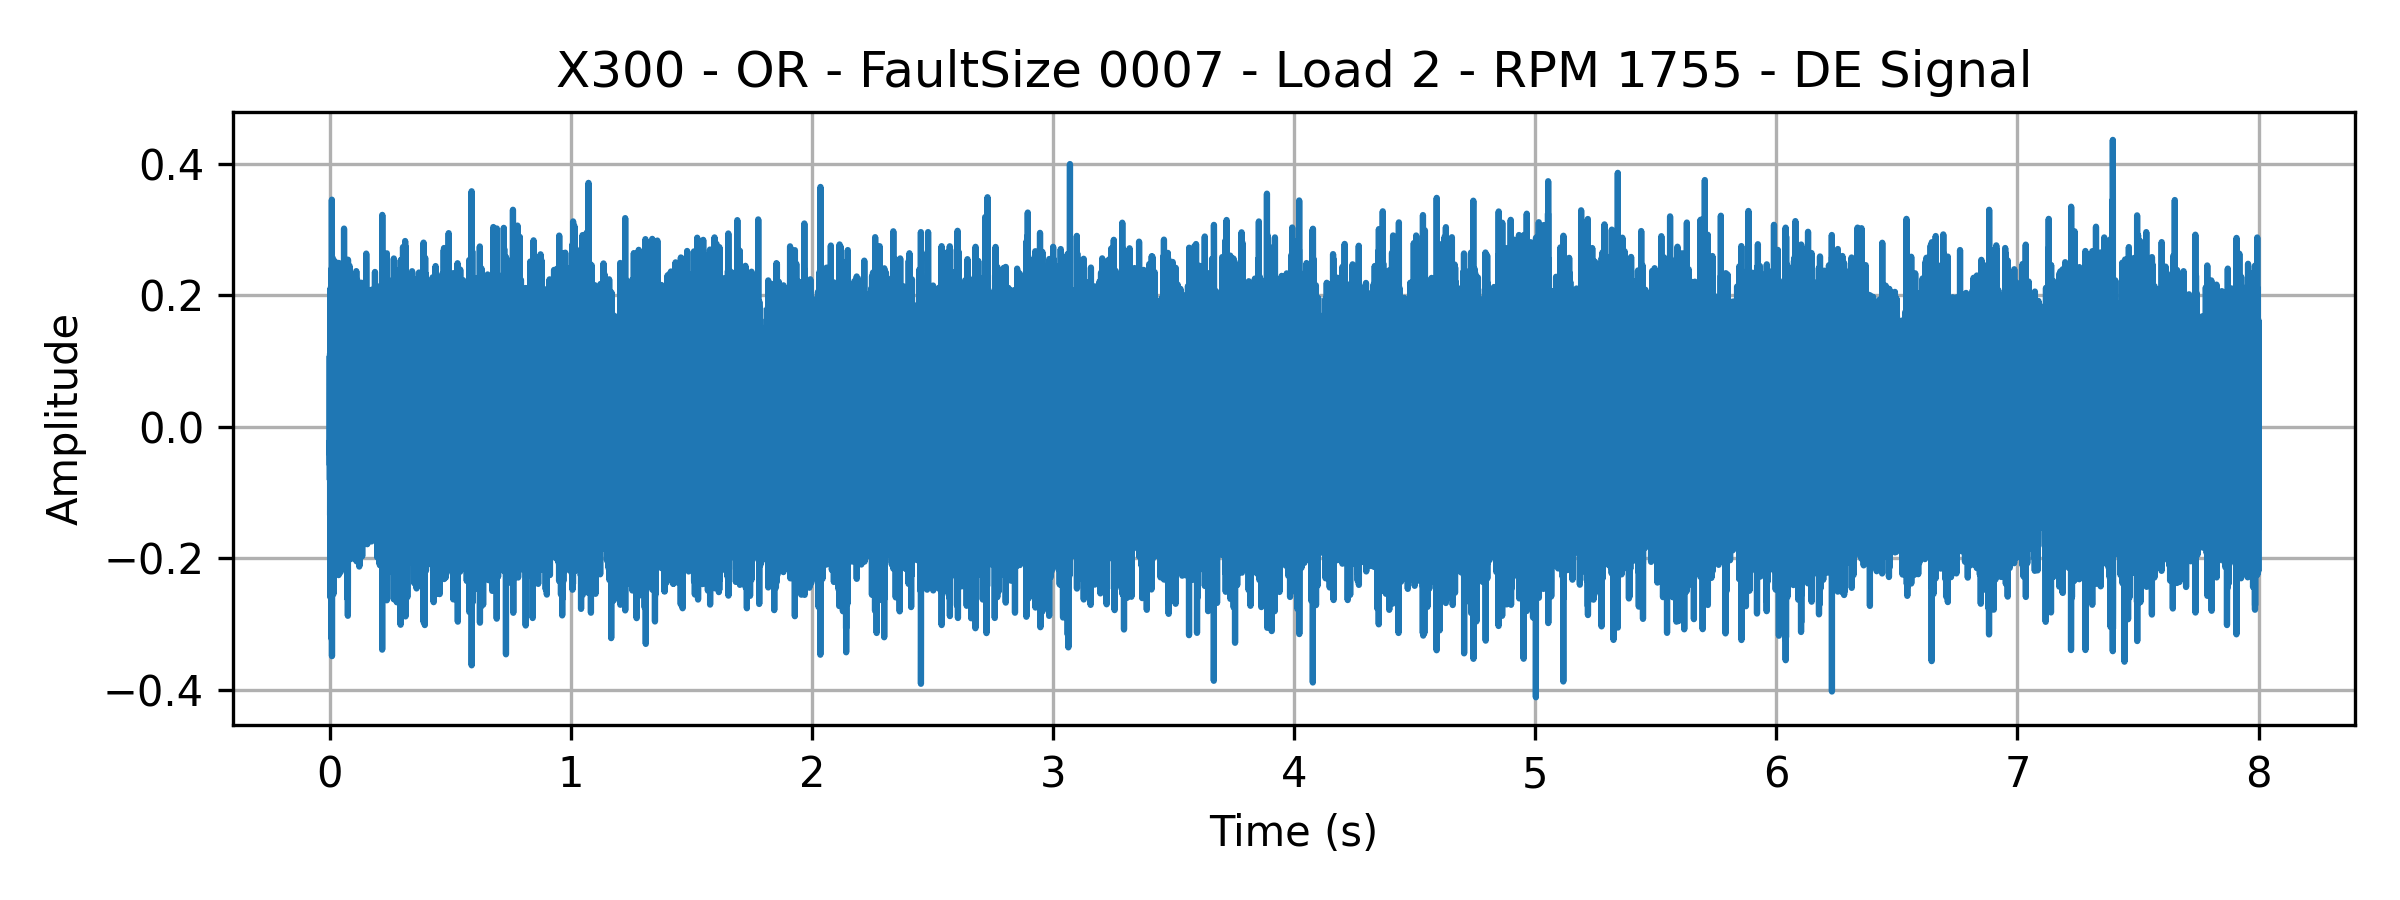 X300 - OR - FaultSize 0007 - Load 2 - RPM 1755 - DE Signal
Amplitude
0.4
0.2
0.0
−0.2
−0.4
0 1 2 3 4 5 6 7 8
Time (s)